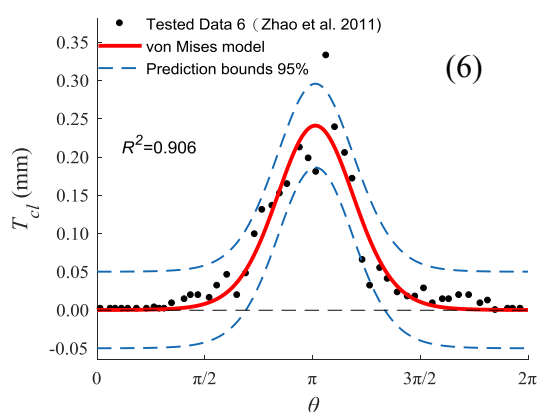 Tested Data 6（Zhao et al. 2011)
von Mises model
Prediction bounds 95%
(6)
R²=0.906
T_cl (mm)
0.35
0.30
0.25
0.20
0.15
0.10
0.05
0.00
-0.05
0 π/2 π 3π/2 2π
θ